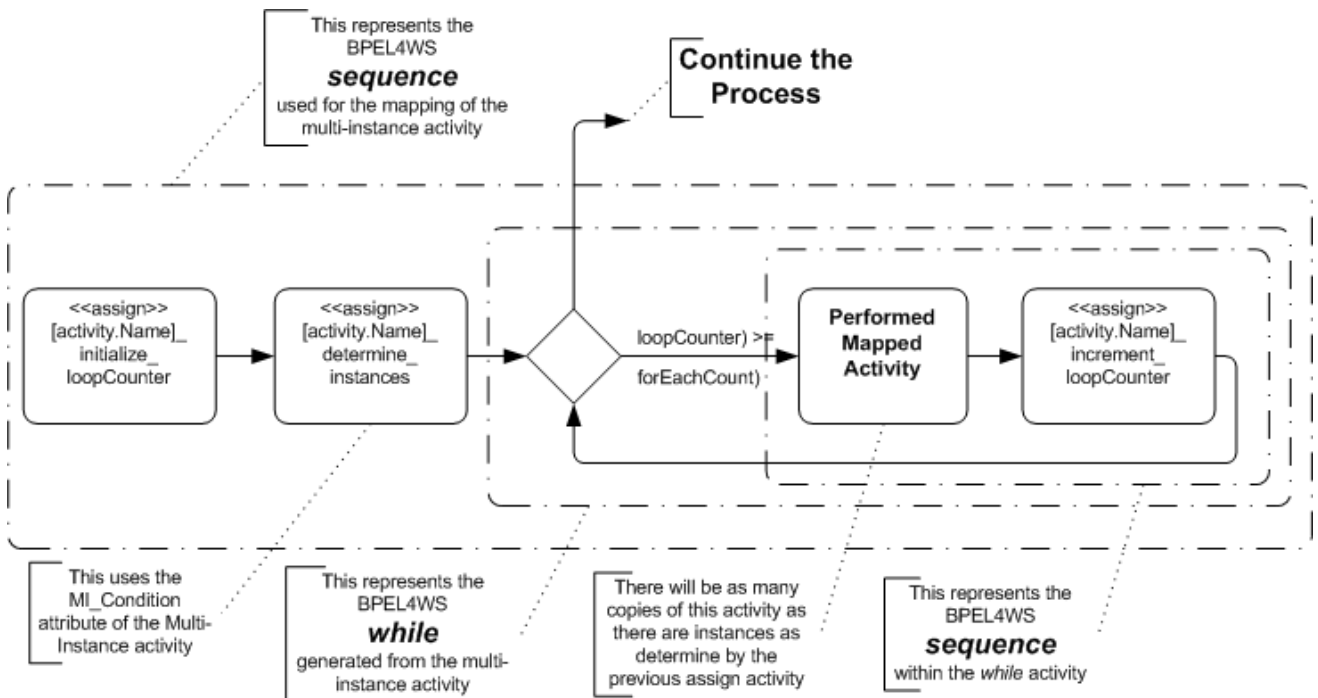 This represents the
BPEL4WS
sequence
used for the mapping of the
multi-instance activity
Continue the
Process
<<assign>>
[activity.Name]_
initialize_
loopCounter
<<assign>>
[activity.Name]_
determine_
instances
loopCounter) >=
forEachCount)
Performed
Mapped
Activity
<<assign>>
[activity.Name]_
increment_
loopCounter
This uses the
MI_Condition
attribute of the Multi-
Instance activity
This represents the
BPEL4WS
while
generated from the multi-
instance activity
There will be as many
copies of this activity as
there are instances as
determine by the
previous assign activity
This represents the
BPEL4WS
sequence
within the while activity